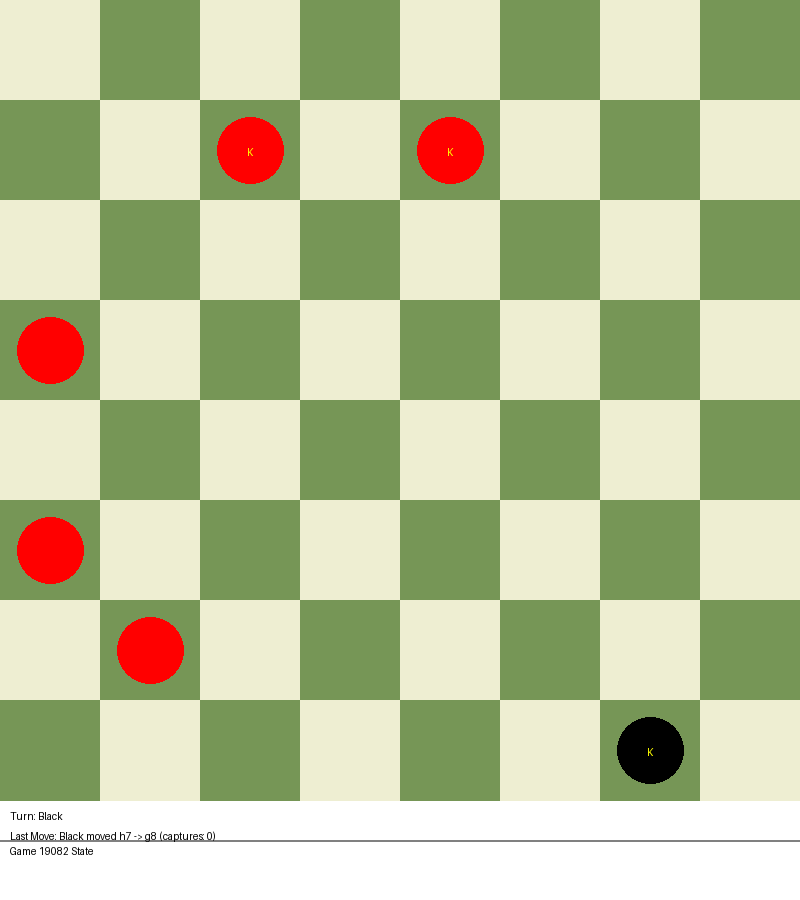 K
K
K
Turn: Black
Last Move: Black moved h7 -> g8 (captures: 0)
Game 19082 State